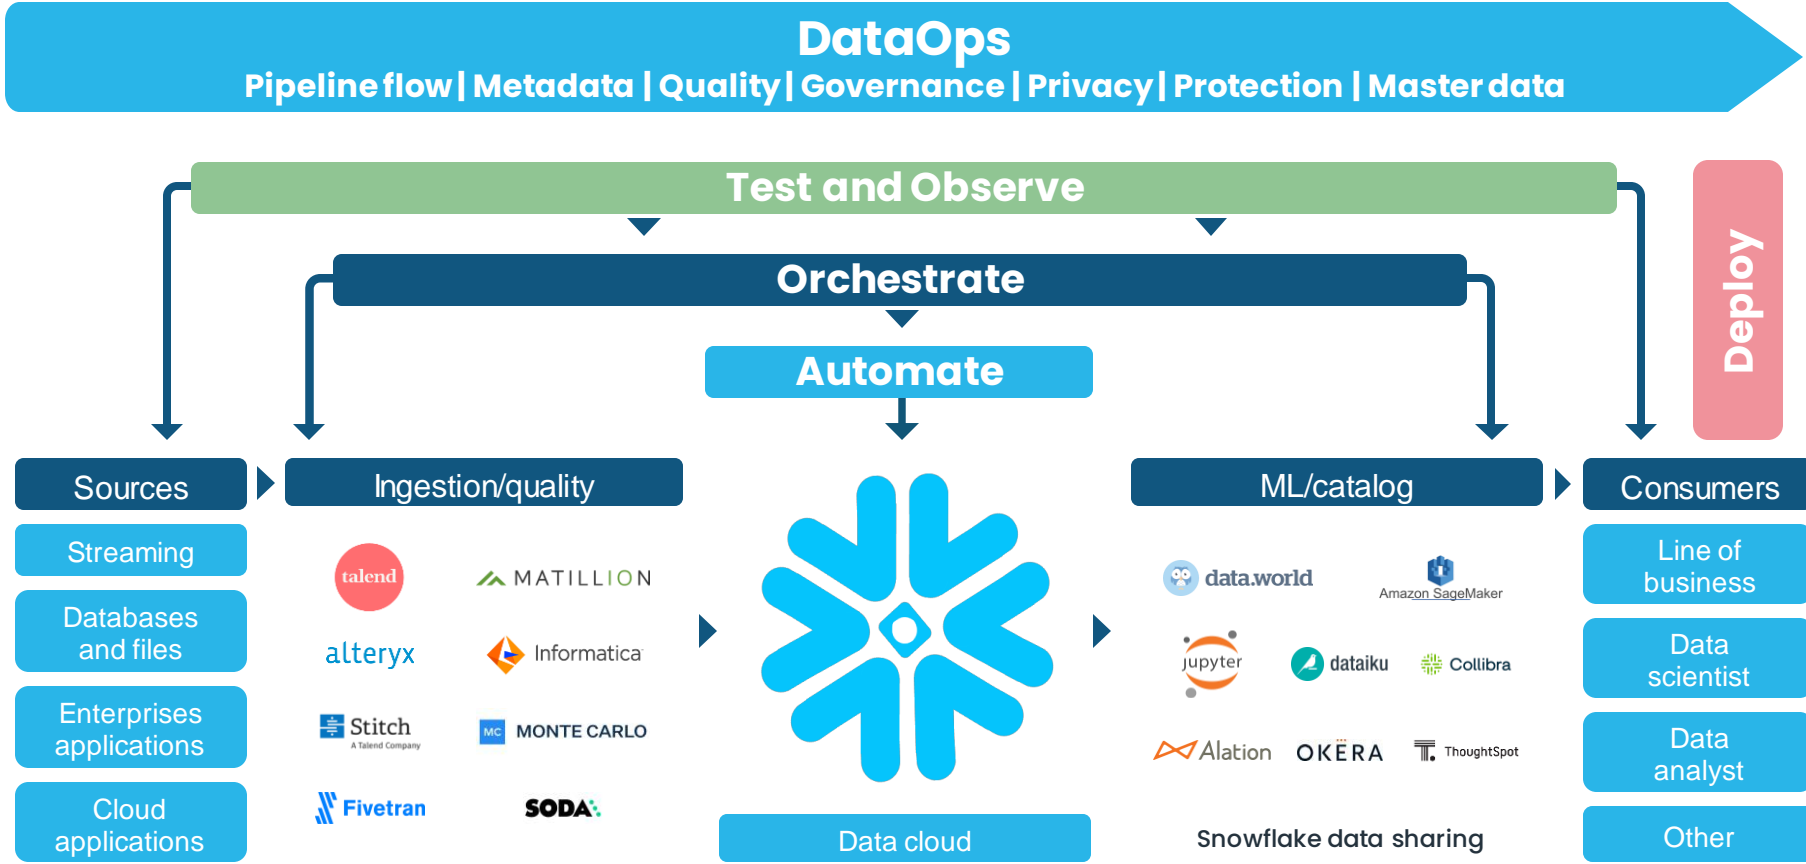 DataOps
Pipeline flow | Metadata | Quality | Governance | Privacy | Protection | Master data
Test and Observe
Orchestrate
Automate
Deploy
Sources
Streaming
Databases
and files
Enterprises
applications
Cloud
applications
Ingestion/quality
talend
MATILLION
alteryx
Informatica
Stitch
A Talend Company
MC MONTE CARLO
Fivetran
SODA
Data cloud
ML/catalog
data.world
Amazon SageMaker
jupyter
dataiku
Collibra
Alation
OKËRA
T. ThoughtSpot
Snowflake data sharing
Consumers
Line of
business
Data
scientist
Data
analyst
Other